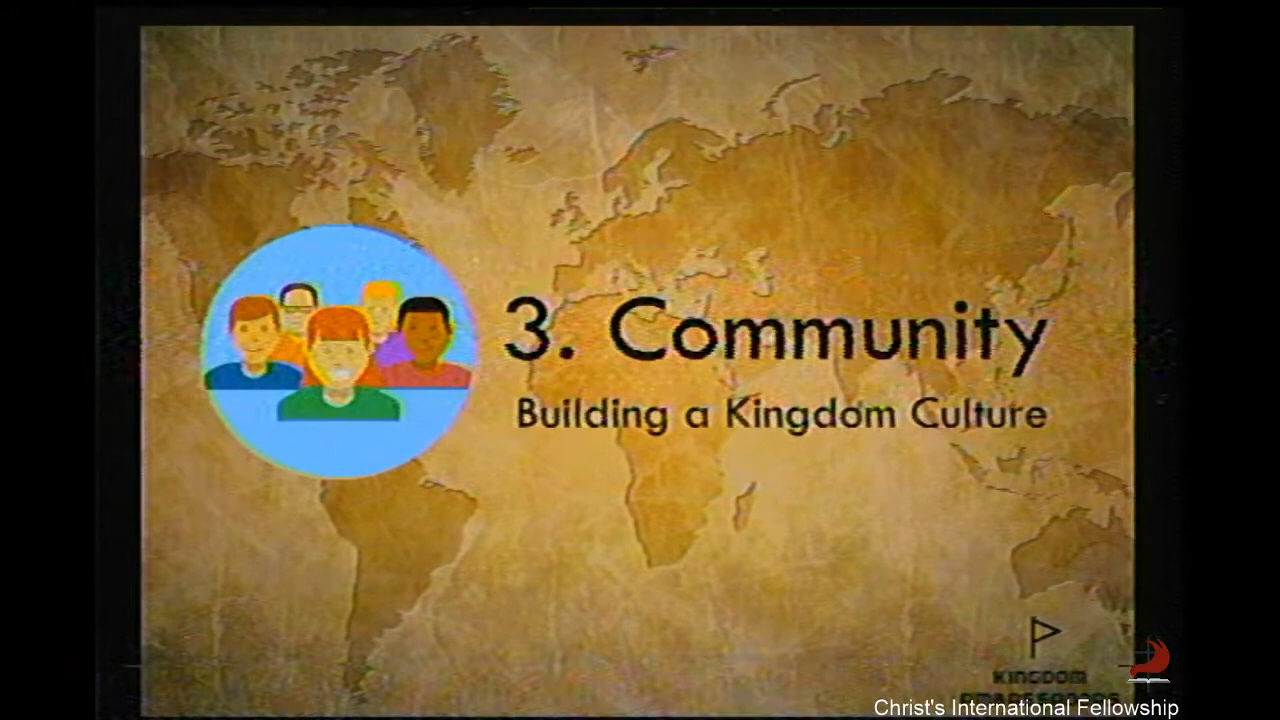 3. Community
Building a Kingdom Culture
KINGDOM
Christ's International Fellowship